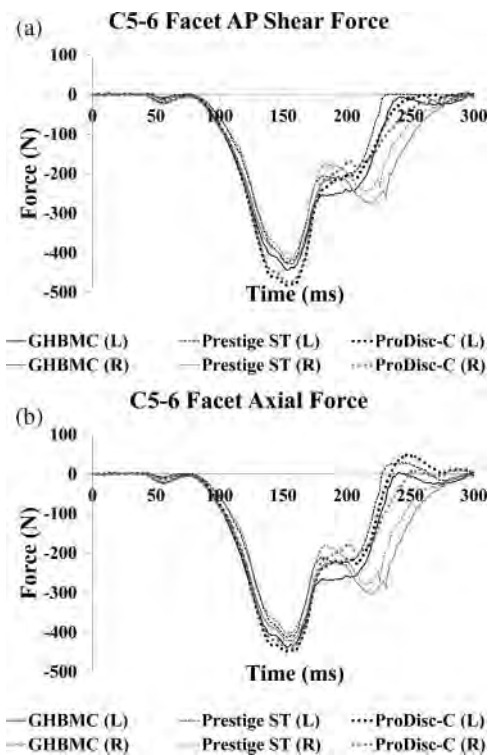 (a) C5-6 Facet AP Shear Force
100
0
0 50 100 150 200 250 300
-100
-200
-300
-400
-500
Force (N)
Time (ms)
GHBMC (L) Prestige ST (L) ProDisc-C (L)
GHBMC (R) Prestige ST (R) ProDisc-C (R)
(b) C5-6 Facet Axial Force
100
0
0 50 100 150 200 250 300
-100
-200
-300
-400
-500
Force (N)
Time (ms)
GHBMC (L) Prestige ST (L) ProDisc-C (L)
GHBMC (R) Prestige ST (R) ProDisc-C (R)